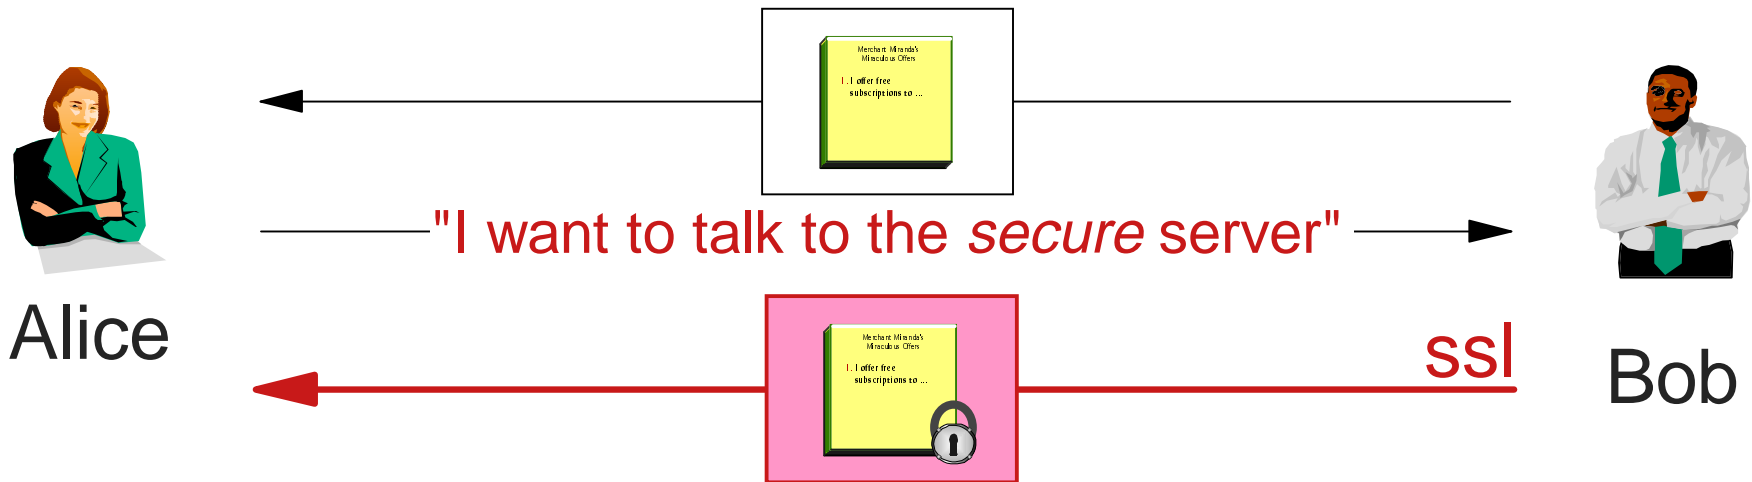 Merchant Miranda's
Miraculous Offers
1. I offer free
subscriptions to ...
"I want to talk to the secure server"
Alice
ssl
Merchant Miranda's
Miraculous Offers
1. I offer free
subscriptions to ...
Bob